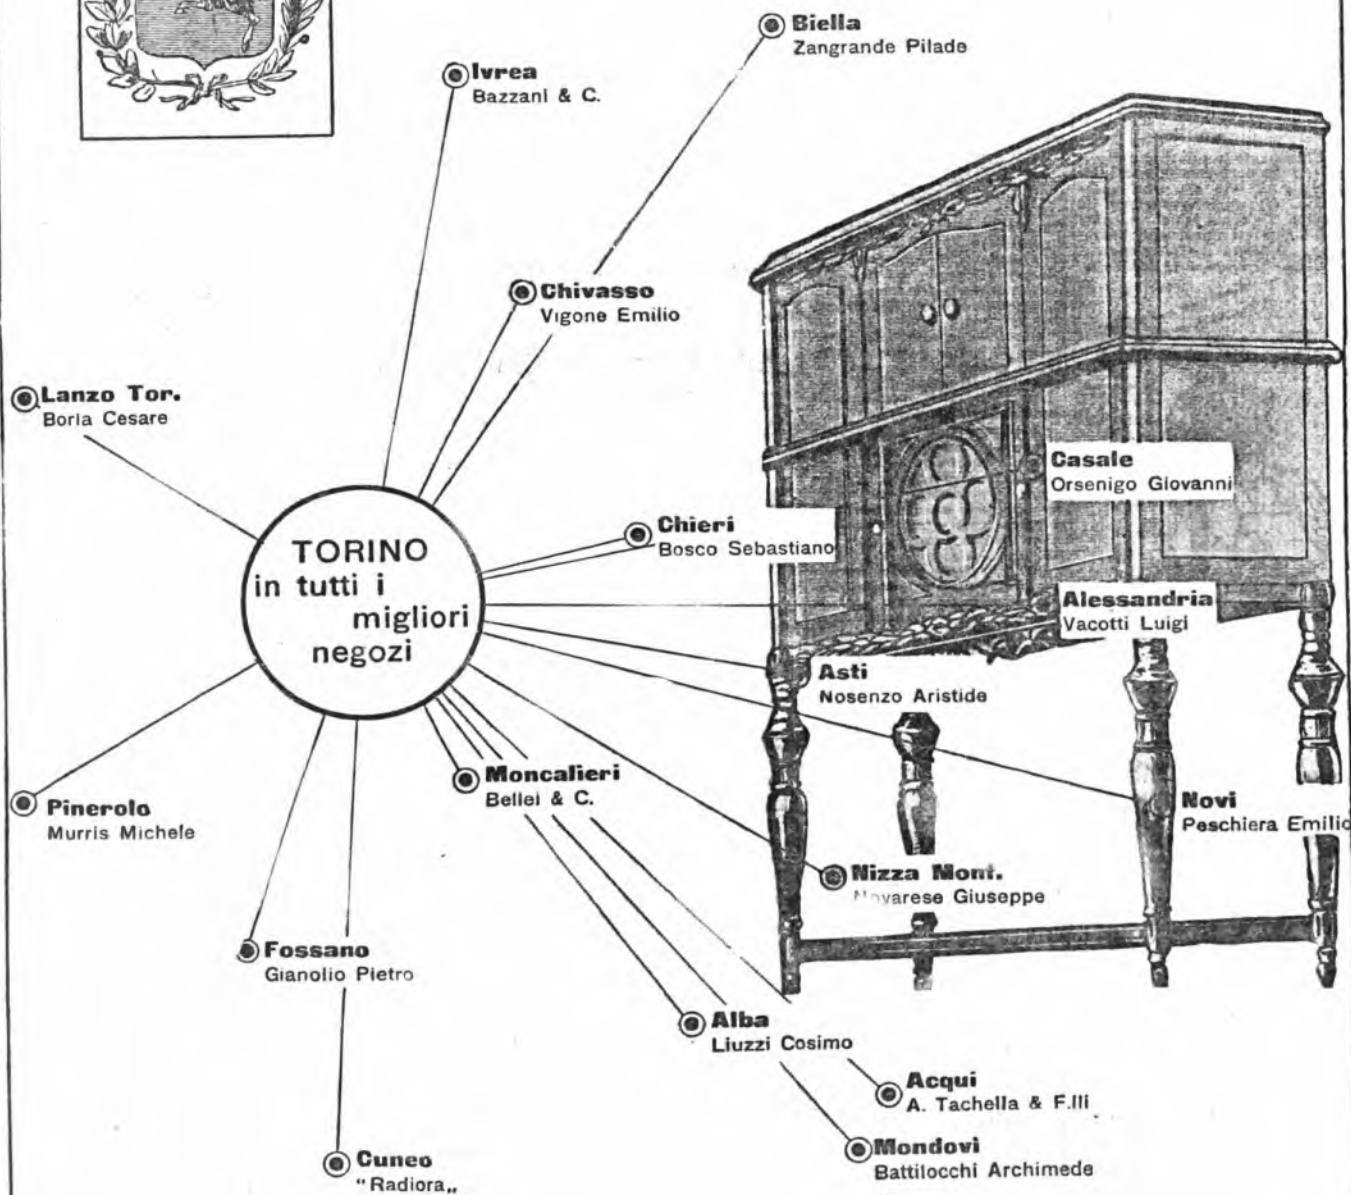 Biella
Zangrande Pilade
Ivrea
Bazzani & C.
Chivasso
Vigone Emilio
Lanzo Tor.
Borla Cesare
Casale
Orsenigo Giovanni
Chieri
Bosco Sebastiano
TORINO
in tutti i
migliori
negozi
Alessandria
Vacotti Luigi
Asti
Nosenzo Aristide
Moncalieri
Bellei & C.
Pinerolo
Murris Michele
Novi
Peschiera Emilio
Nizza Mont.
Novarese Giuseppe
Fossano
Gianolio Pietro
Alba
Liuzzi Cosimo
Acqui
A. Tachella & F.lli
Mondovì
Battilocchi Archimede
Cuneo
"Radiora„